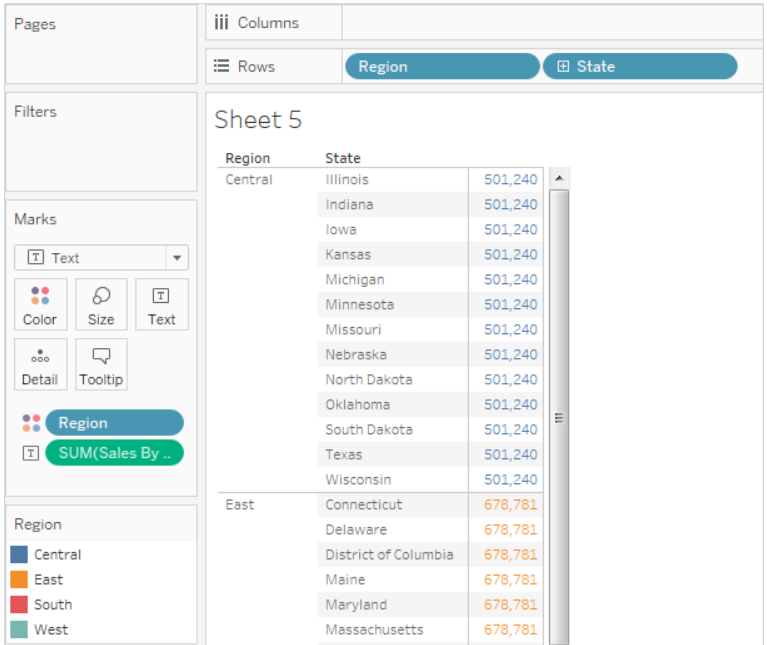 Pages
iii Columns
Rows Region State
Filters
Sheet 5
Region State
Central Illinois 501,240
Indiana 501,240
Iowa 501,240
Kansas 501,240
Michigan 501,240
Minnesota 501,240
Missouri 501,240
Nebraska 501,240
North Dakota 501,240
Oklahoma 501,240
South Dakota 501,240
Texas 501,240
Wisconsin 501,240
East Connecticut 678,781
Delaware 678,781
District of Columbia 678,781
Maine 678,781
Maryland 678,781
Massachusetts 678,781
Marks
T Text
Color Size T Text
Detail Tooltip
Region
T SUM(Sales By ..
Region
Central
East
South
West